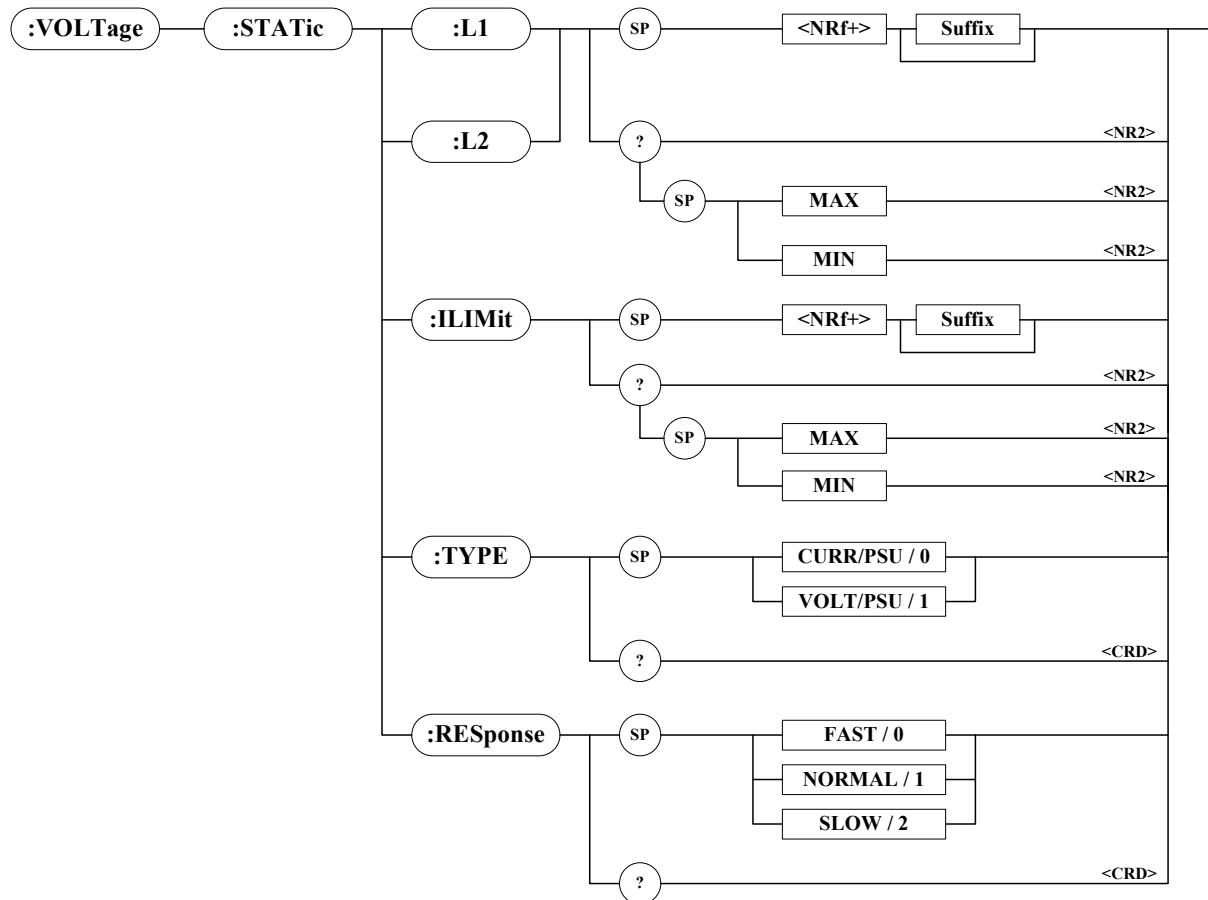 :VOLTage :STATic :L1 SP <NRf+> Suffix
:L2 ? <NR2>
SP MAX <NR2>
MIN <NR2>
:ILIMit SP <NRf+> Suffix
? <NR2>
SP MAX <NR2>
MIN <NR2>
:TYPE SP CURR/PSU / 0
VOLT/PSU / 1
? <CRD>
:RESponse SP FAST / 0
NORMAL / 1
SLOW / 2
? <CRD>